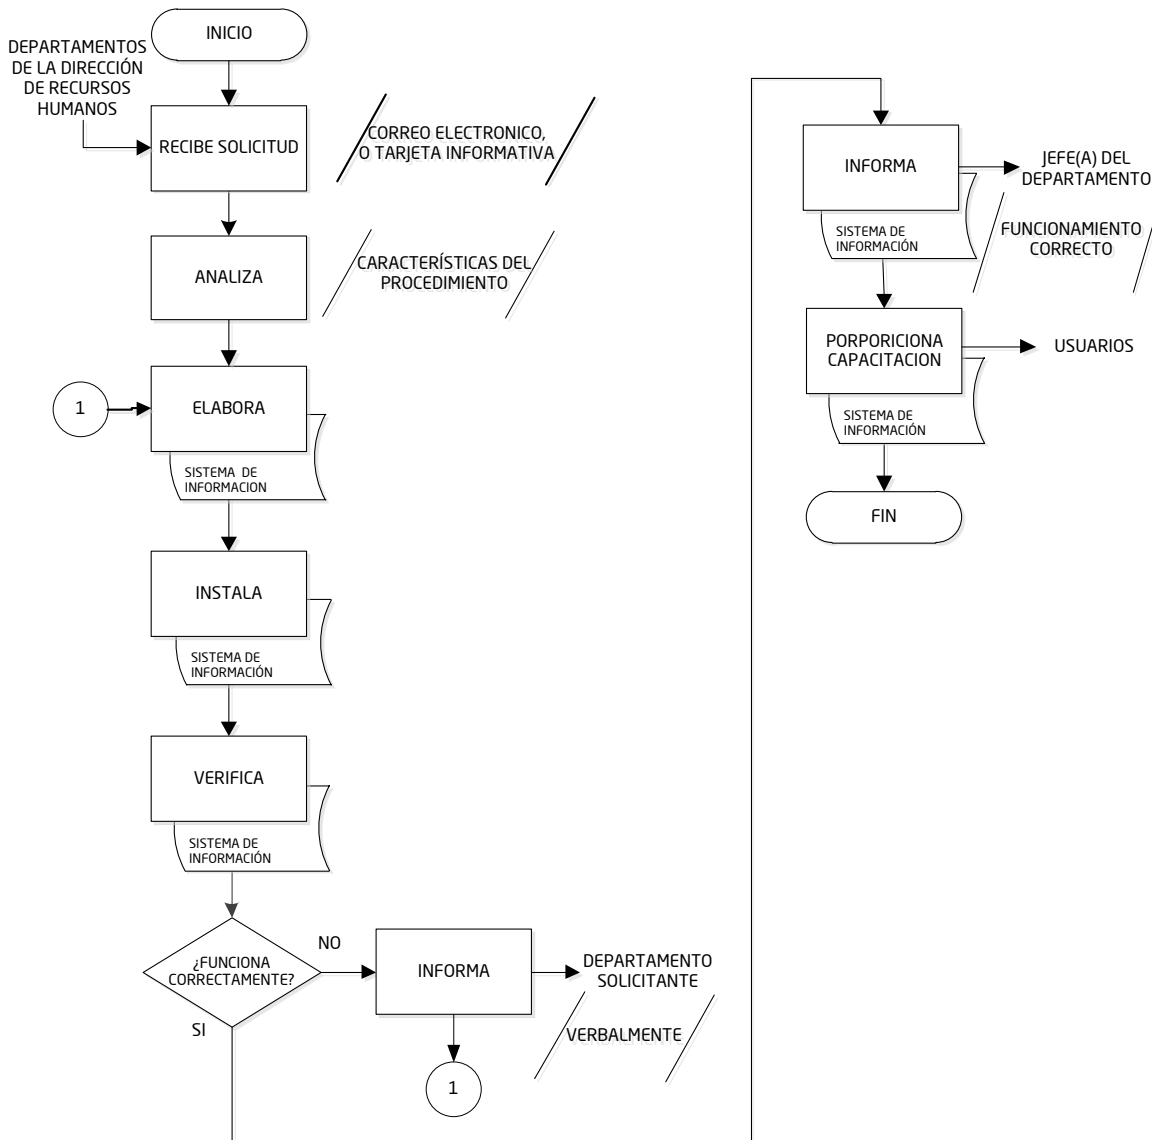 INICIO
DEPARTAMENTOS
DE LA DIRECCIÓN
DE RECURSOS
HUMANOS
RECIBE SOLICITUD
CORREO ELECTRONICO,
O TARJETA INFORMATIVA
ANALIZA
CARACTERÍSTICAS DEL
PROCEDIMIENTO
1
ELABORA
SISTEMA DE
INFORMACION
INSTALA
SISTEMA DE
INFORMACIÓN
VERIFICA
SISTEMA DE
INFORMACIÓN
¿FUNCIONA
CORRECTAMENTE?
NO
SI
INFORMA
DEPARTAMENTO
SOLICITANTE
VERBALMENTE
1
INFORMA
JEFE(A) DEL
DEPARTAMENTO
SISTEMA DE
INFORMACIÓN
FUNCIONAMIENTO
CORRECTO
PORPORICIONA
CAPACITACION
USUARIOS
SISTEMA DE
INFORMACIÓN
FIN